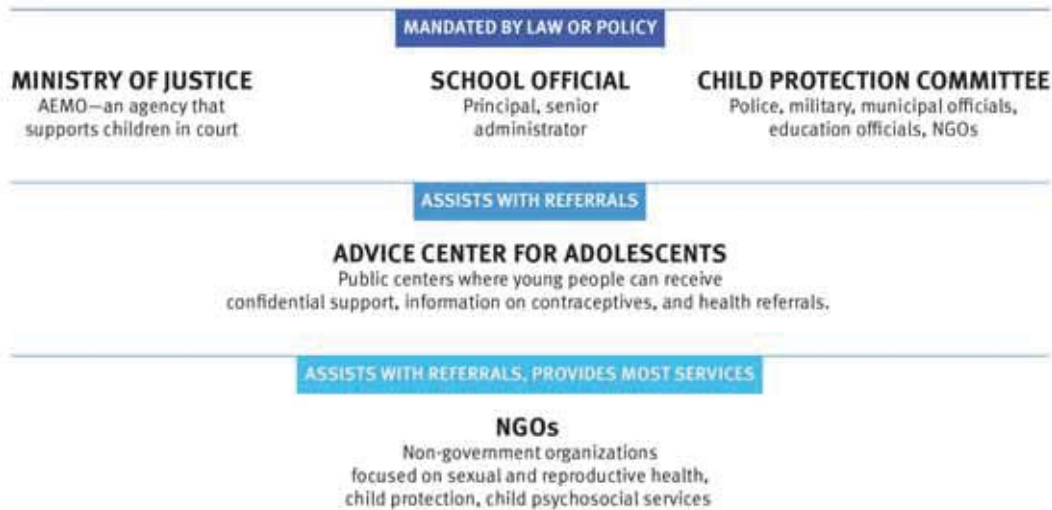 MANDATED BY LAW OR POLICY
MINISTRY OF JUSTICE
AEMO—an agency that
supports children in court
SCHOOL OFFICIAL
Principal, senior
administrator
CHILD PROTECTION COMMITTEE
Police, military, municipal officials,
education officials, NGOs
ASSISTS WITH REFERRALS
ADVICE CENTER FOR ADOLESCENTS
Public centers where young people can receive
confidential support, information on contraceptives, and health referrals.
ASSISTS WITH REFERRALS, PROVIDES MOST SERVICES
NGOs
Non-government organizations
focused on sexual and reproductive health,
child protection, child psychosocial services